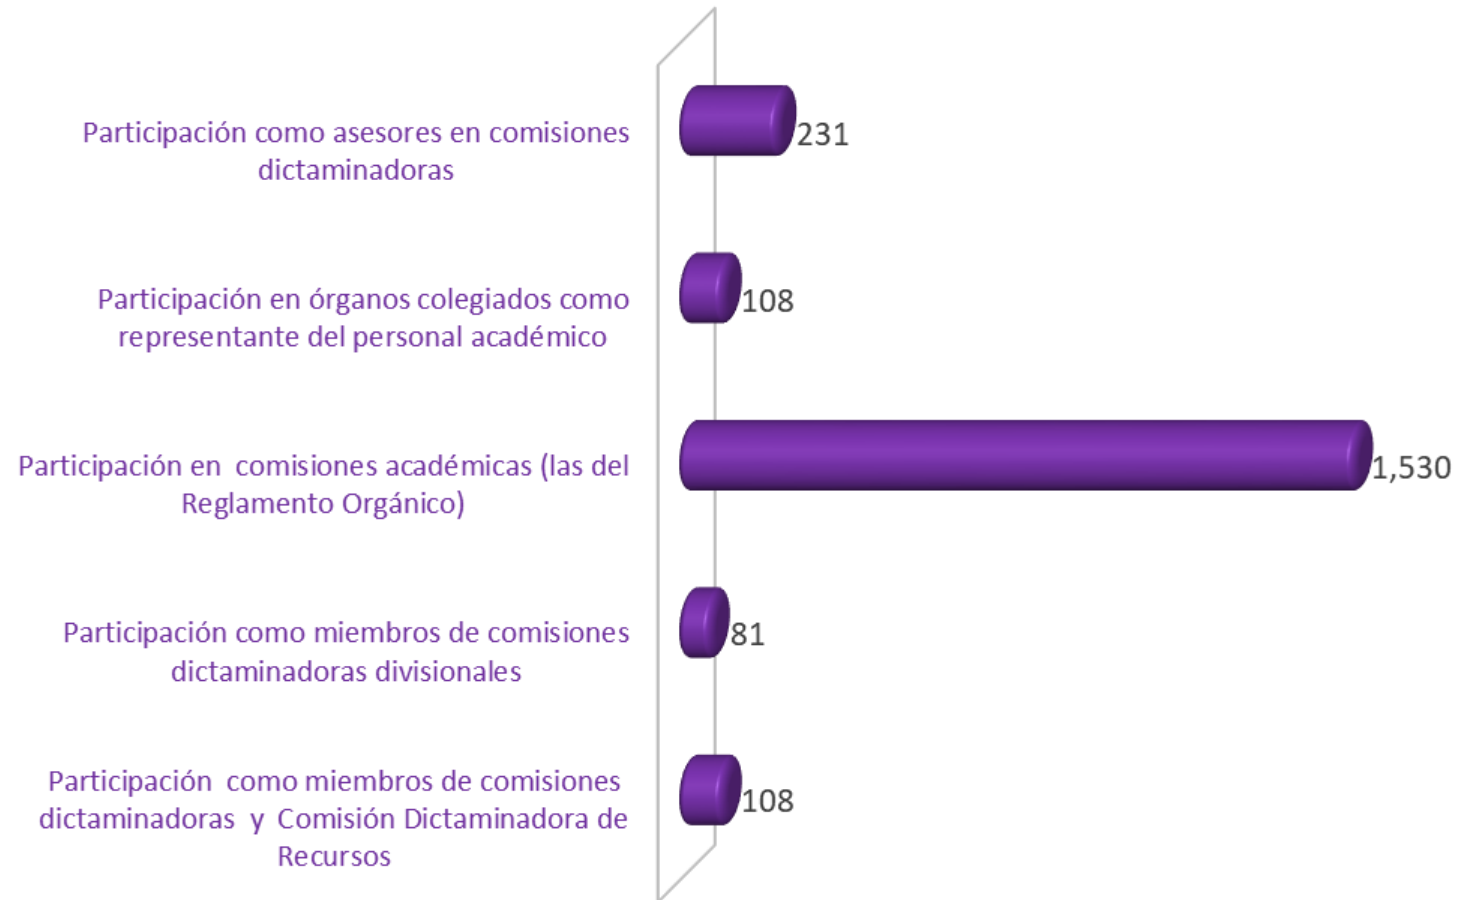 Participación como asesores en comisiones
dictaminadoras
231
Participación en órganos colegiados como
representante del personal académico
108
Participación en  comisiones académicas (las del
Reglamento Orgánico)
1,530
Participación como miembros de comisiones
dictaminadoras divisionales
81
Participación  como miembros de comisiones
dictaminadoras  y  Comisión Dictaminadora de
Recursos
108